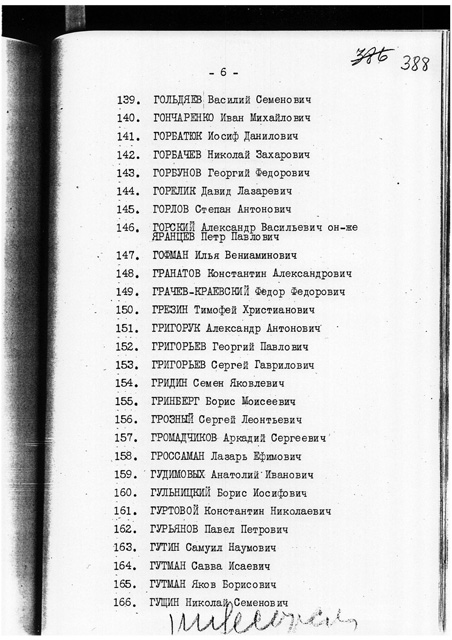 - 6 -
386 388
139. ГОЛЬДЯЕВ Василий Семенович
140. ГОНЧАРЕНКО Иван Михайлович
141. ГОРБАТЮК Иосиф Данилович
142. ГОРБАЧЕВ Николай Захарович
143. ГОРБУНОВ Георгий Федорович
144. ГОРЕЛИК Давид Лазаревич
145. ГОРЛОВ Степан Антонович
146. ГОРСКИЙ Александр Васильевич он-же
ЯРАНЦЕВ Петр Павлович
147. ГОФМАН Илья Вениаминович
148. ГРАНАТОВ Константин Александрович
149. ГРАЧЕВ-КРАЕВСКИЙ Федор Федорович
150. ГРЕЗИН Тимофей Христианович
151. ГРИГОРУК Александр Антонович
152. ГРИГОРЬЕВ Георгий Павлович
153. ГРИГОРЬЕВ Сергей Гаврилович
154. ГРИДИН Семен Яковлевич
155. ГРИНБЕРГ Борис Моисеевич
156. ГРОЗНЫЙ Сергей Леонтьевич
157. ГРОМАДЧИКОВ Аркадий Сергеевич
158. ГРОССАМАН Лазарь Ефимович
159. ГУДИМОВЫХ Анатолий Иванович
160. ГУЛЬНИЦКИЙ Борис Иосифович
161. ГУРТОВОЙ Константин Николаевич
162. ГУРЬЯНОВ Павел Петрович
163. ГУТИН Самуил Наумович
164. ГУТМАН Савва Исаевич
165. ГУТМАН Яков Борисович
166. ГУЩИН Николай Семенович